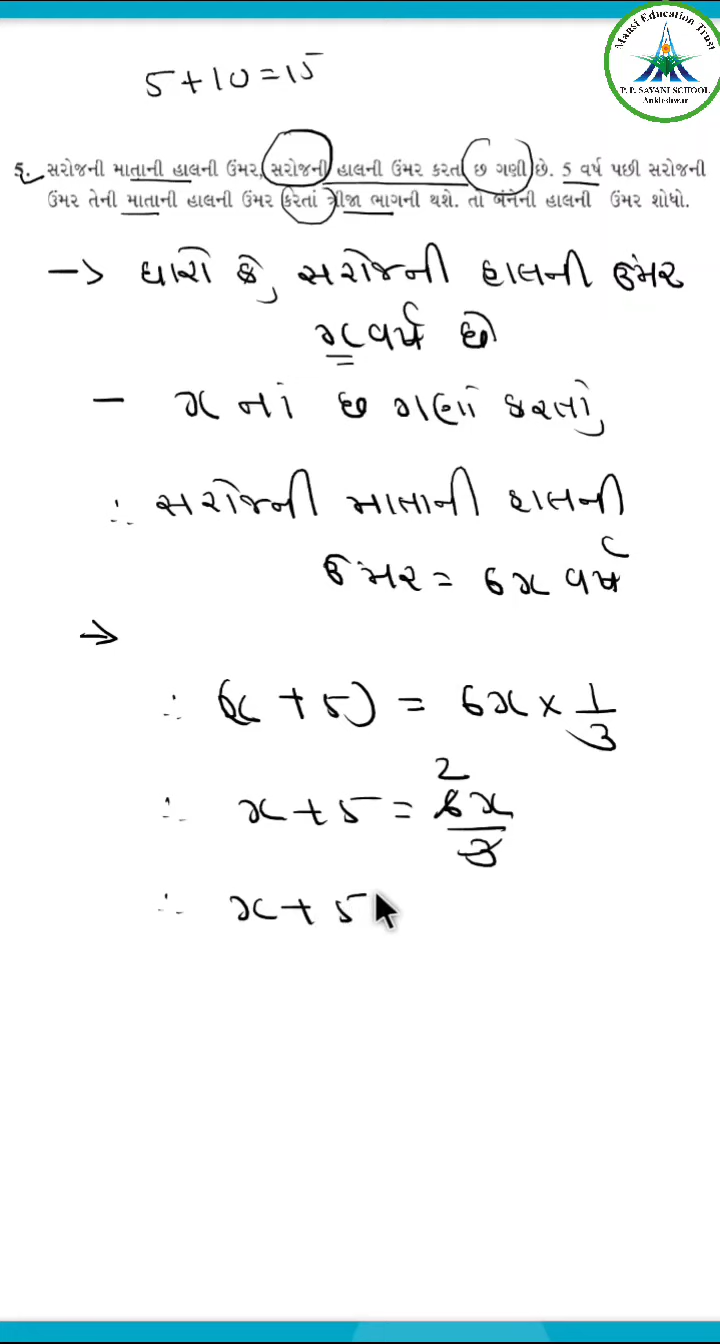 Mansi Education Trust
P. P. SAVANI SCHOOL
Ankleshwar
5 + 10 = 15
5. સરોજની માતાની હાલની ઉંમર, સરોજની હાલની ઉંમર કરતાં છ ગણી છે. 5 વર્ષ પછી સરોજની
ઉંમર તેની માતાની હાલની ઉંમર કરતાં ત્રીજા ભાગની થશે. તો બંનેની હાલની ઉંમર શોધો.
-> ધારો કે, સરોજની હાલની ઉંમર
x વર્ષ છે
- x નાં છ ગણાં કરતાં,
∴ સરોજની માતાની હાલની
ઉંમર = 6x વર્ષ
→
∴ (x + 5) = 6x × 1/3
∴ x + 5 = 6x/3 2
∴ x + 5